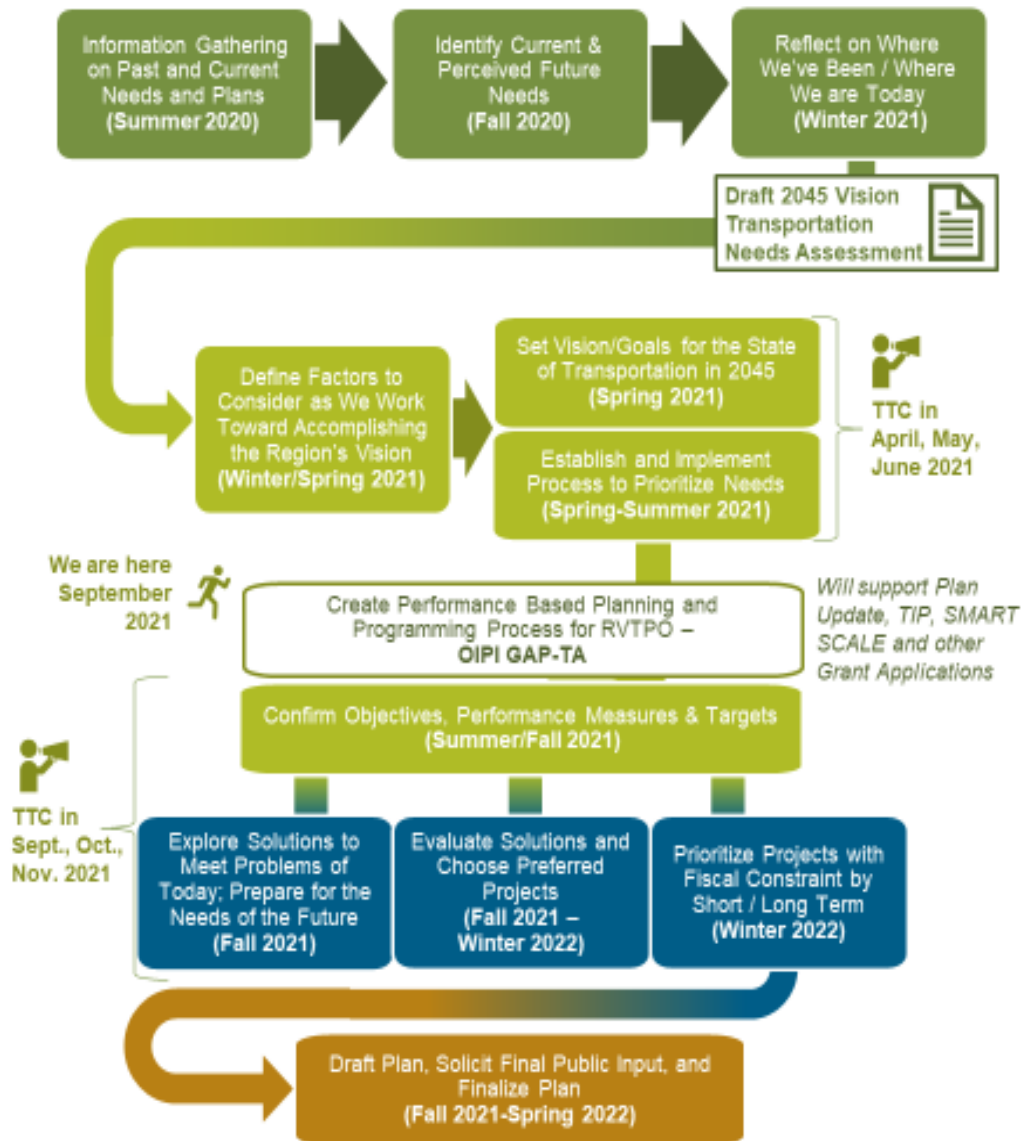 Information Gathering
on Past and Current
Needs and Plans
(Summer 2020)
Identify Current &
Perceived Future
Needs
(Fall 2020)
Reflect on Where
We've Been / Where
We are Today
(Winter 2021)
Draft 2045 Vision
Transportation
Needs Assessment
Define Factors to
Consider as We Work
Toward Accomplishing
the Region's Vision
(Winter/Spring 2021)
Set Vision/Goals for the State
of Transportation in 2045
(Spring 2021)
Establish and Implement
Process to Prioritize Needs
(Spring-Summer 2021)
TTC in
April, May,
June 2021
We are here
September
2021
Create Performance Based Planning and
Programming Process for RVTPO –
OIPI GAP-TA
Will support Plan
Update, TIP, SMART
SCALE and other
Grant Applications
Confirm Objectives, Performance Measures & Targets
(Summer/Fall 2021)
TTC in
Sept., Oct.,
Nov. 2021
Explore Solutions to
Meet Problems of
Today; Prepare for the
Needs of the Future
(Fall 2021)
Evaluate Solutions and
Choose Preferred
Projects
(Fall 2021 –
Winter 2022)
Prioritize Projects with
Fiscal Constraint by
Short / Long Term
(Winter 2022)
Draft Plan, Solicit Final Public Input, and
Finalize Plan
(Fall 2021-Spring 2022)